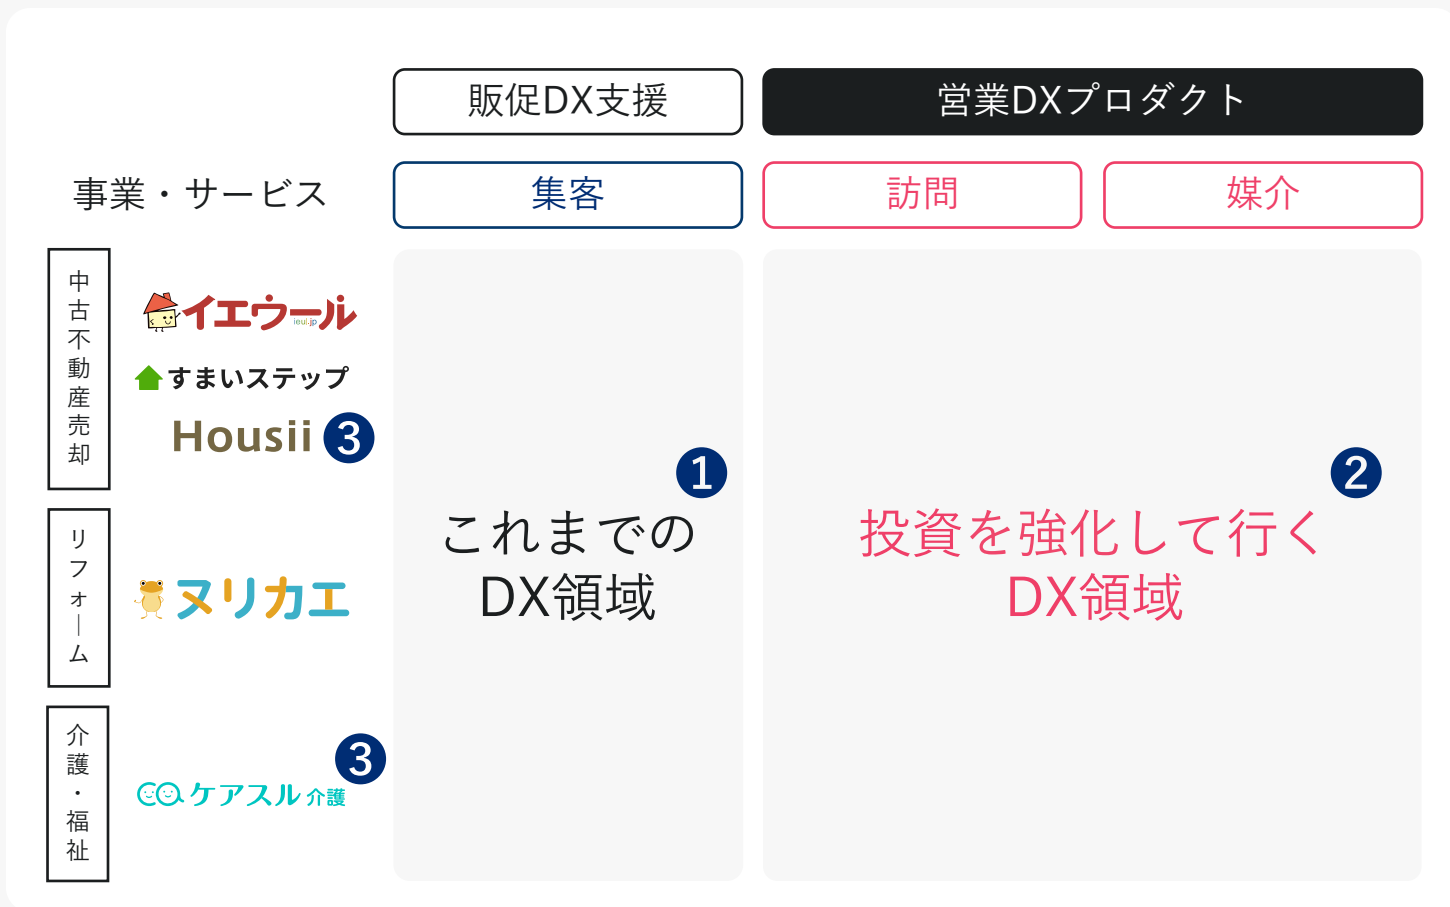 販促DX支援
営業DXプロダクト
事業・サービス
集客
訪問
媒介
中古不動産売却
イエウール
ieul.jp
すまいステップ
Housii
3
リフォーム
ヌリカエ
介護・福祉
3
ケアスル 介護
1
これまでの
DX領域
2
投資を強化して行く
DX領域